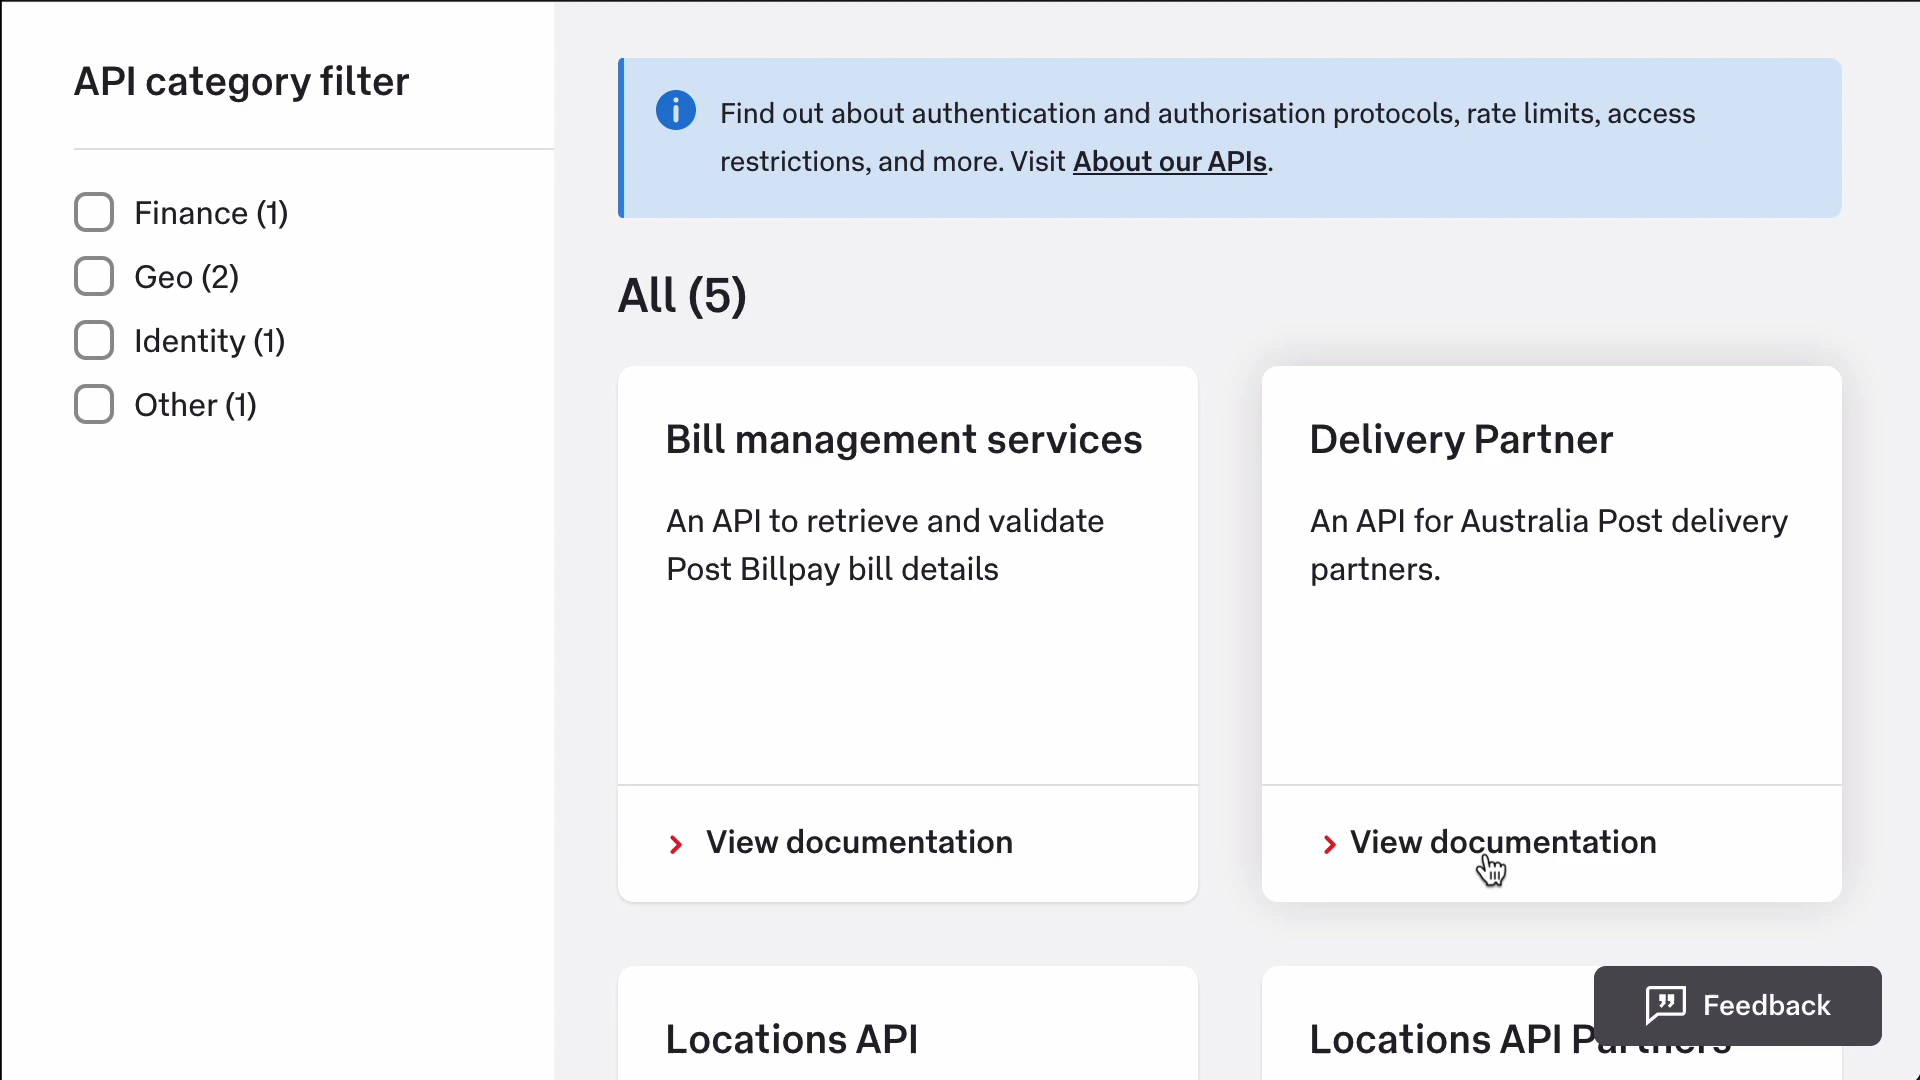 API category filter
Finance (1)
Geo (2)
Identity (1)
Other (1)
Find out about authentication and authorisation protocols, rate limits, access
restrictions, and more. Visit About our APIs.
All (5)
Bill management services
An API to retrieve and validate
Post Billpay bill details
View documentation
Delivery Partner
An API for Australia Post delivery
partners.
View documentation
Locations API
Locations API Partners
Feedback